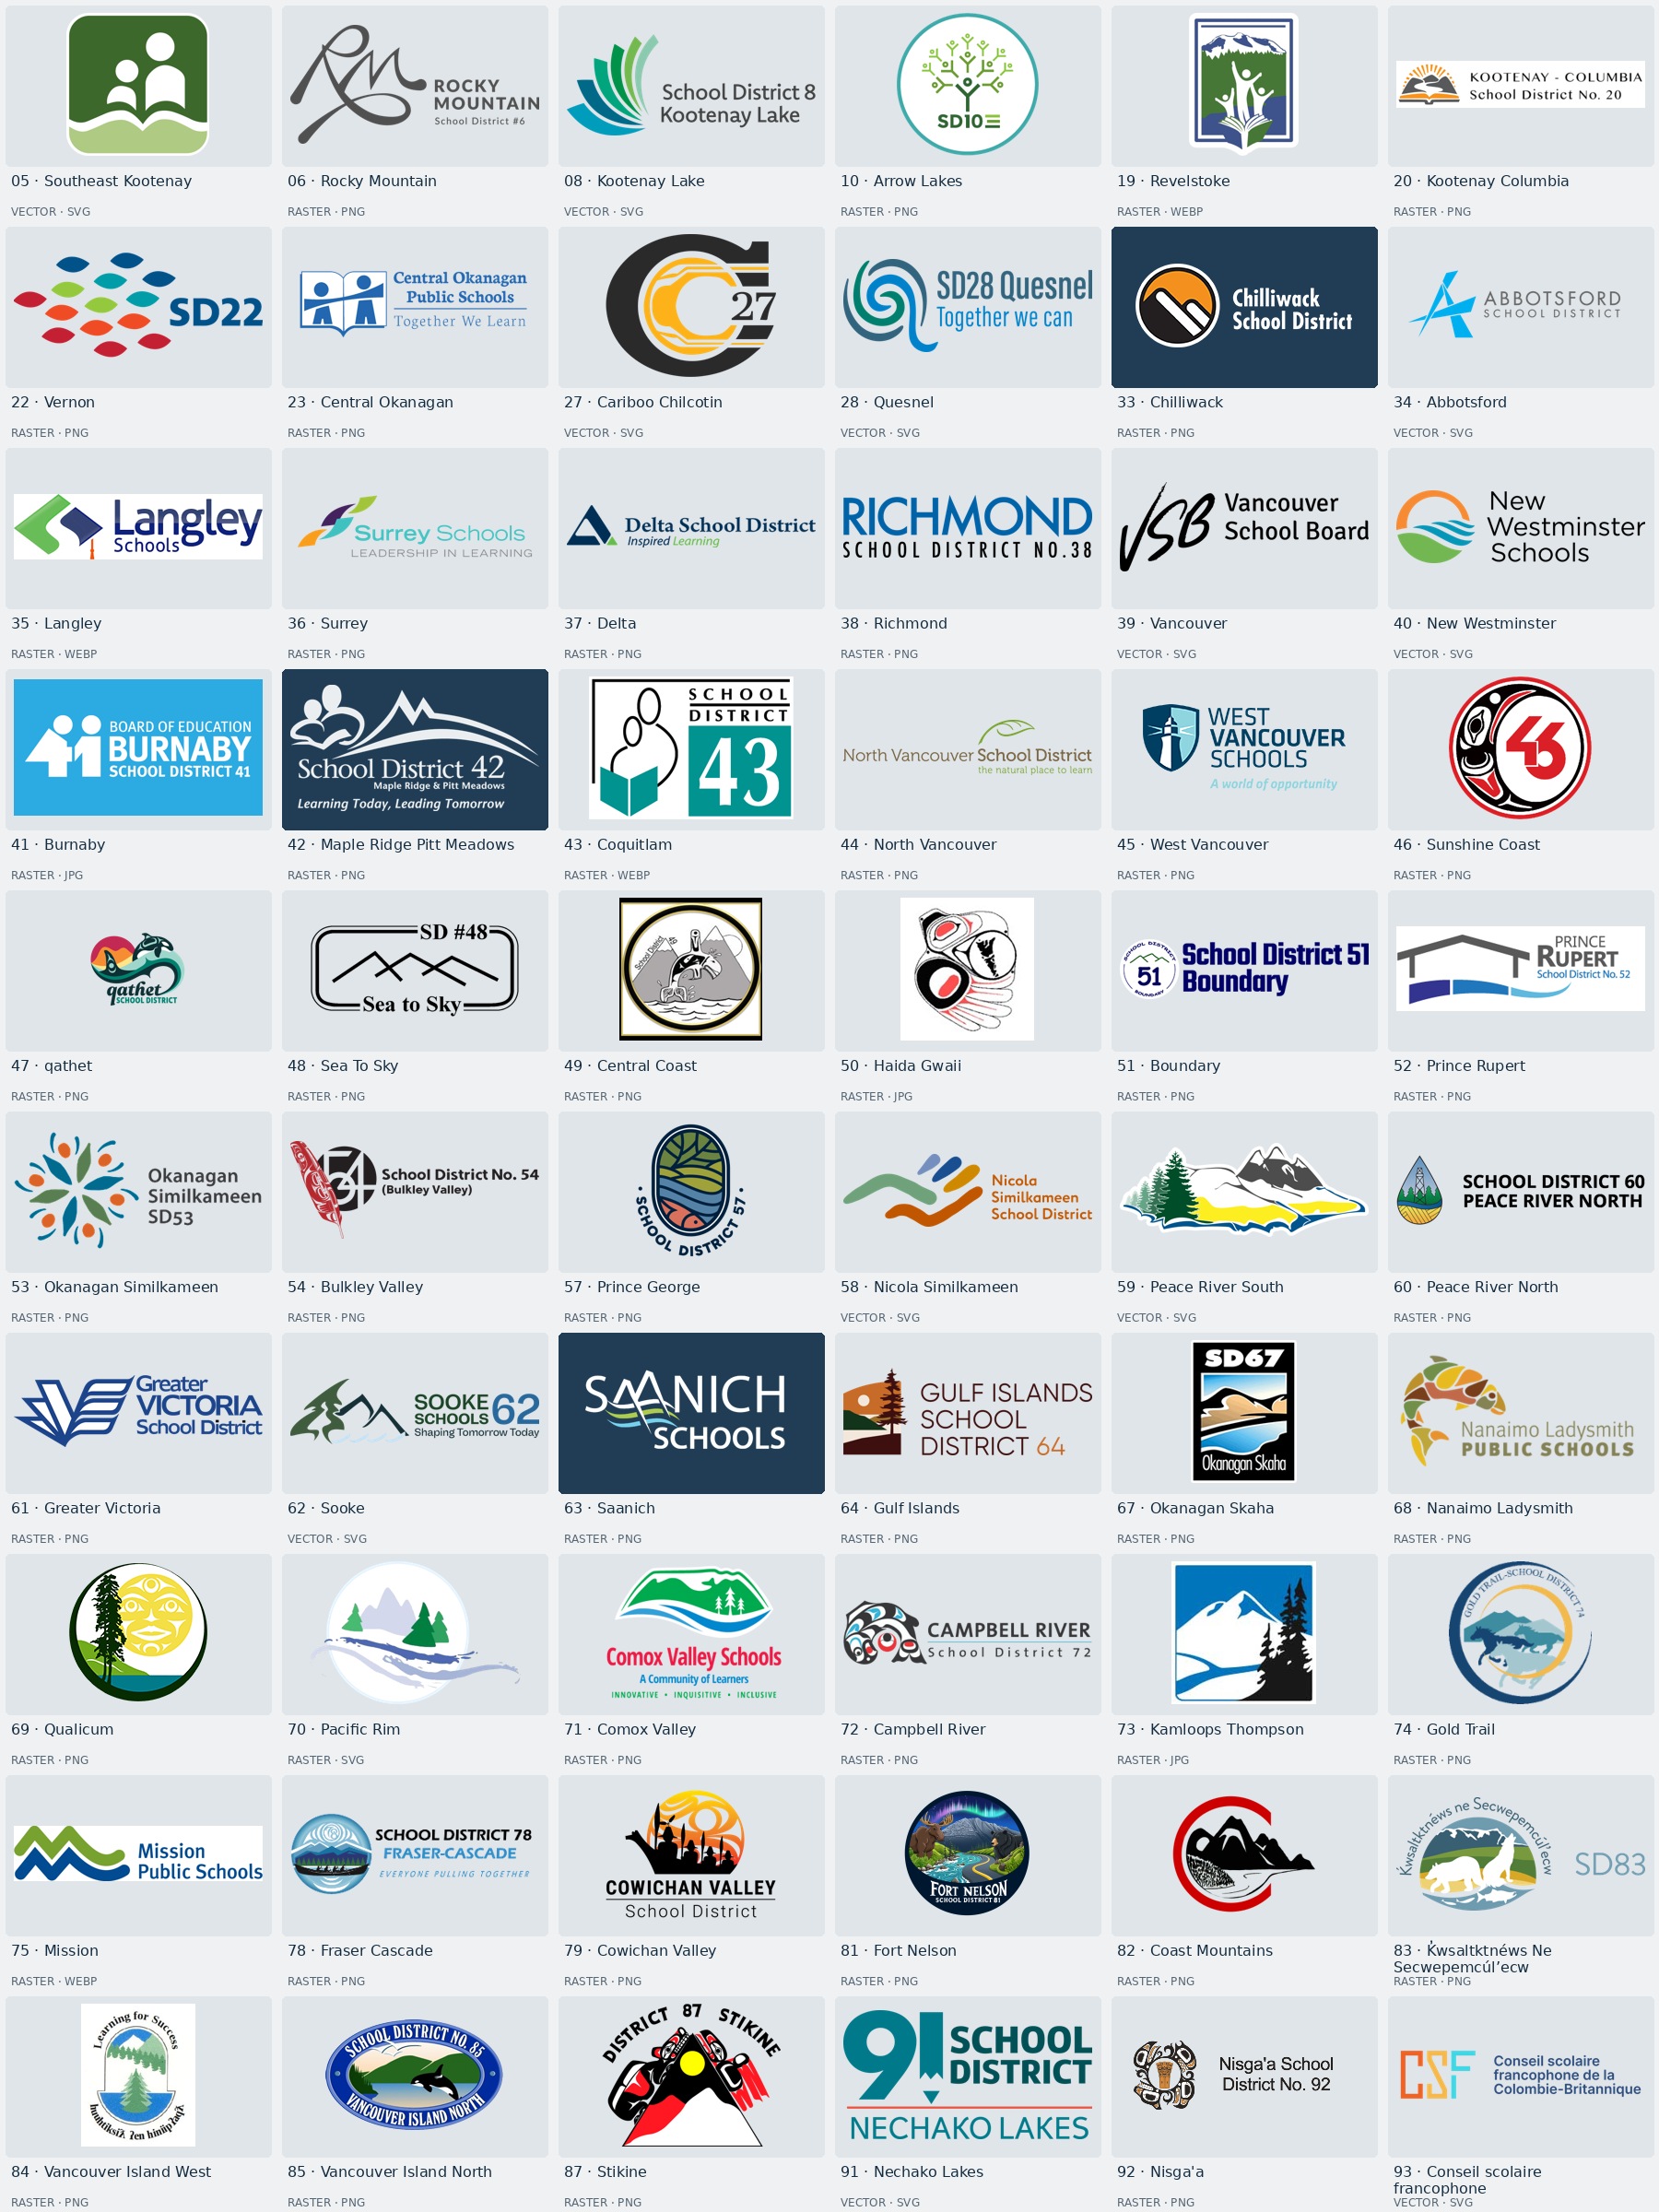 ROCKY
MOUNTAIN
School District #6
School District 8
Kootenay Lake
SD10
KOOTENAY - COLUMBIA
School District No. 20
05 · Southeast Kootenay
06 · Rocky Mountain
08 · Kootenay Lake
10 · Arrow Lakes
19 · Revelstoke
20 · Kootenay Columbia
VECTOR · SVG
RASTER · PNG
VECTOR · SVG
RASTER · PNG
RASTER · WEBP
RASTER · PNG
SD22
Central Okanagan
Public Schools
Together We Learn
27
SD28 Quesnel
Together we can
Chilliwack
School District
ABBOTSFORD
SCHOOL DISTRICT
22 · Vernon
23 · Central Okanagan
27 · Cariboo Chilcotin
28 · Quesnel
33 · Chilliwack
34 · Abbotsford
RASTER · PNG
RASTER · PNG
VECTOR · SVG
VECTOR · SVG
RASTER · PNG
VECTOR · SVG
Langley
Schools
Surrey Schools
LEADERSHIP IN LEARNING
Delta School District
Inspired Learning
RICHMOND
SCHOOL DISTRICT NO.38
VSB
Vancouver
School Board
New
Westminster
Schools
35 · Langley
36 · Surrey
37 · Delta
38 · Richmond
39 · Vancouver
40 · New Westminster
RASTER · WEBP
RASTER · PNG
RASTER · PNG
RASTER · PNG
VECTOR · SVG
VECTOR · SVG
41
BOARD OF EDUCATION
BURNABY
SCHOOL DISTRICT 41
School District 42
Maple Ridge & Pitt Meadows
Learning Today, Leading Tomorrow
SCHOOL
DISTRICT
43
North Vancouver School District
the natural place to learn
WEST
VANCOUVER
SCHOOLS
A world of opportunity
46
41 · Burnaby
42 · Maple Ridge Pitt Meadows
43 · Coquitlam
44 · North Vancouver
45 · West Vancouver
46 · Sunshine Coast
RASTER · JPG
RASTER · PNG
RASTER · WEBP
RASTER · PNG
RASTER · PNG
RASTER · PNG
qathet
SCHOOL DISTRICT
SD #48
Sea to Sky
School District
SCHOOL DISTRICT
51
BOUNDARY
School District 51
Boundary
PRINCE
RUPERT
School District No. 52
47 · qathet
48 · Sea To Sky
49 · Central Coast
50 · Haida Gwaii
51 · Boundary
52 · Prince Rupert
RASTER · PNG
RASTER · PNG
RASTER · PNG
RASTER · JPG
RASTER · PNG
RASTER · PNG
Okanagan
Similkameen
SD53
54
School District No. 54
(Bulkley Valley)
· SCHOOL DISTRICT 57 ·
Nicola
Similkameen
School District
SCHOOL DISTRICT 60
PEACE RIVER NORTH
53 · Okanagan Similkameen
54 · Bulkley Valley
57 · Prince George
58 · Nicola Similkameen
59 · Peace River South
60 · Peace River North
RASTER · PNG
RASTER · PNG
RASTER · PNG
VECTOR · SVG
VECTOR · SVG
RASTER · PNG
Greater
VICTORIA
School District
SOOKE
SCHOOLS 62
Shaping Tomorrow Today
SAANICH
SCHOOLS
GULF ISLANDS
SCHOOL
DISTRICT 64
SD67
Okanagan Skaha
Nanaimo Ladysmith
PUBLIC SCHOOLS
61 · Greater Victoria
62 · Sooke
63 · Saanich
64 · Gulf Islands
67 · Okanagan Skaha
68 · Nanaimo Ladysmith
RASTER · PNG
VECTOR · SVG
RASTER · PNG
RASTER · PNG
RASTER · PNG
RASTER · PNG
Comox Valley Schools
A Community of Learners
INNOVATIVE • INQUISITIVE • INCLUSIVE
CAMPBELL RIVER
School District 72
GOLD TRAIL-SCHOOL DISTRICT 74
69 · Qualicum
70 · Pacific Rim
71 · Comox Valley
72 · Campbell River
73 · Kamloops Thompson
74 · Gold Trail
RASTER · PNG
RASTER · SVG
RASTER · PNG
RASTER · PNG
RASTER · JPG
RASTER · PNG
Mission
Public Schools
SCHOOL DISTRICT 78
FRASER-CASCADE
EVERYONE PULLING TOGETHER
COWICHAN VALLEY
School District
FORT NELSON
SCHOOL DISTRICT 81
K̓wsaltktnéws ne Secwepemcúl'ecw
SD83
75 · Mission
78 · Fraser Cascade
79 · Cowichan Valley
81 · Fort Nelson
82 · Coast Mountains
83 · K̓wsaltktnéws Ne
Secwepemcúl’ecw
RASTER · WEBP
RASTER · PNG
RASTER · PNG
RASTER · PNG
RASTER · PNG
RASTER · PNG
Learning for Success
SCHOOL DISTRICT NO. 85
VANCOUVER ISLAND NORTH
DISTRICT 87 STIKINE
91 SCHOOL
DISTRICT
NECHAKO LAKES
Nisga'a School
District No. 92
CSF
Conseil scolaire
francophone de la
Colombie-Britannique
84 · Vancouver Island West
85 · Vancouver Island North
87 · Stikine
91 · Nechako Lakes
92 · Nisga'a
93 · Conseil scolaire
francophone
RASTER · PNG
RASTER · PNG
RASTER · PNG
VECTOR · SVG
RASTER · PNG
VECTOR · SVG